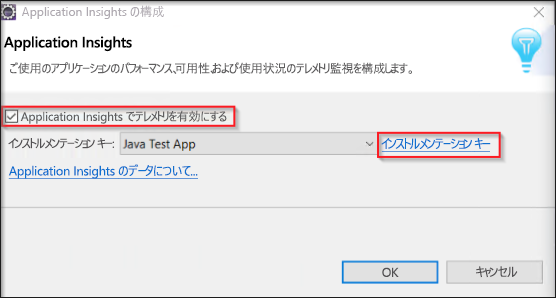 Application Insights の構成
Application Insights
ご使用のアプリケーションのパフォーマンス,可用性,および使用状況のテレメトリ監視を構成します。
Application Insights でテレメトリを有効にする
インストルメンテーション キー: Java Test App インストルメンテーション キー
Application Insights のデータについて...
OK キャンセル